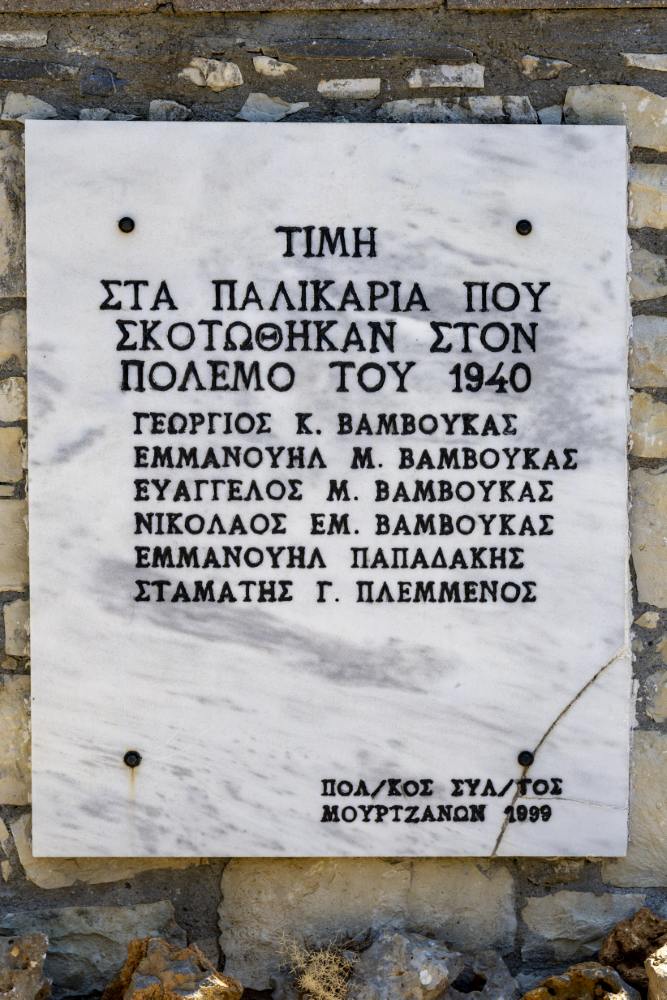 ΤΙΜΗ
ΣΤΑ ΠΑΛΙΚΑΡΙΑ ΠΟΥ
ΣΚΟΤΩΘΗΚΑΝ ΣΤΟΝ
ΠΟΛΕΜΟ ΤΟΥ 1940
ΓΕΩΡΓΙΟΣ Κ. ΒΑΜΒΟΥΚΑΣ
ΕΜΜΑΝΟΥΗΛ Μ. ΒΑΜΒΟΥΚΑΣ
ΕΥΑΓΓΕΛΟΣ Μ. ΒΑΜΒΟΥΚΑΣ
ΝΙΚΟΛΑΟΣ ΕΜ. ΒΑΜΒΟΥΚΑΣ
ΕΜΜΑΝΟΥΗΛ ΠΑΠΑΔΑΚΗΣ
ΣΤΑΜΑΤΗΣ Γ. ΠΛΕΜΜΕΝΟΣ
ΠΟΛ/ΚΟΣ ΣΥΛ/ΤΟΣ
ΜΟΥΡΤΖΑΝΩΝ 1999